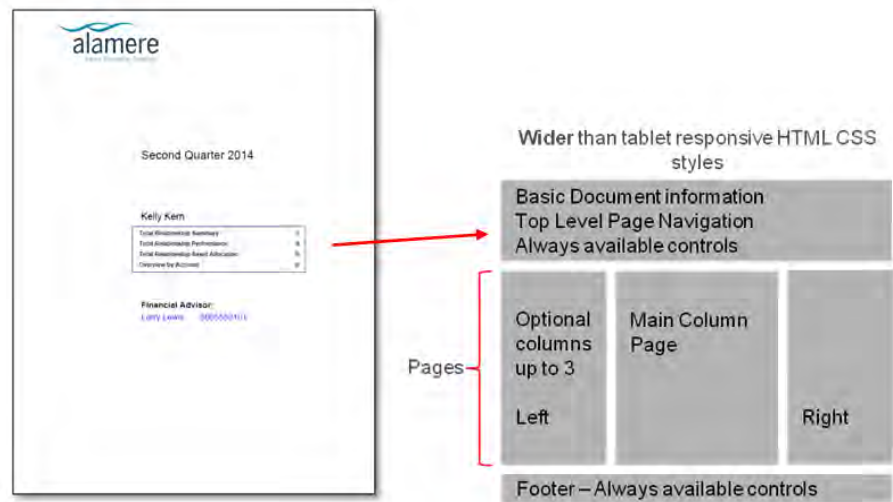 alamere
Second Quarter 2014
Kelly Kern
Total Relationship Summary
Total Relationship Performance
Total Relationship Asset Allocation
Overview by Account
Financial Advisor:
Larry Lewis
Wider than tablet responsive HTML CSS
styles
Basic Document information
Top Level Page Navigation
Always available controls
Pages
Optional
columns
up to 3
Left
Main Column
Page
Right
Footer – Always available controls